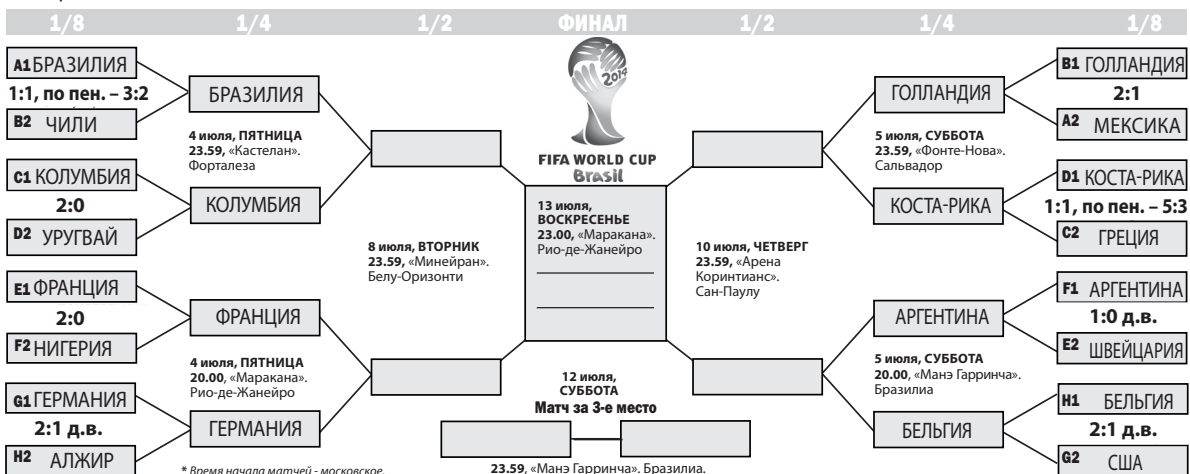 1/8 1/4 1/2 ФИНАЛ 1/2 1/4 1/8
A1 БРАЗИЛИЯ
1:1, по пен. – 3:2
B2 ЧИЛИ
БРАЗИЛИЯ
4 июля, ПЯТНИЦА
23.59, «Кастелан».
Форталеза
C1 КОЛУМБИЯ
2:0
D2 УРУГВАЙ
КОЛУМБИЯ
8 июля, ВТОРНИК
23.59, «Минейран».
Белу-Оризонти
E1 ФРАНЦИЯ
2:0
F2 НИГЕРИЯ
ФРАНЦИЯ
4 июля, ПЯТНИЦА
20.00, «Маракана».
Рио-де-Жанейро
G1 ГЕРМАНИЯ
2:1 д.в.
H2 АЛЖИР
ГЕРМАНИЯ
* Время начала матчей - московское.
2014
FIFA WORLD CUP
Brasil
13 июля,
ВОСКРЕСЕНЬЕ
23.00, «Маракана».
Рио-де-Жанейро
12 июля,
СУББОТА
Матч за 3-е место
23.59, «Манэ Гарринча». Бразилиа.
10 июля, ЧЕТВЕРГ
23.59, «Арена
Коринтианс».
Сан-Паулу
ГОЛЛАНДИЯ
5 июля, СУББОТА
23.59, «Фонте-Нова».
Сальвадор
КОСТА-РИКА
АРГЕНТИНА
5 июля, СУББОТА
20.00, «Манэ Гарринча».
Бразилиа
БЕЛЬГИЯ
B1 ГОЛЛАНДИЯ
2:1
A2 МЕКСИКА
D1 КОСТА-РИКА
1:1, по пен. – 5:3
C2 ГРЕЦИЯ
F1 АРГЕНТИНА
1:0 д.в.
E2 ШВЕЙЦАРИЯ
H1 БЕЛЬГИЯ
2:1 д.в.
G2 США